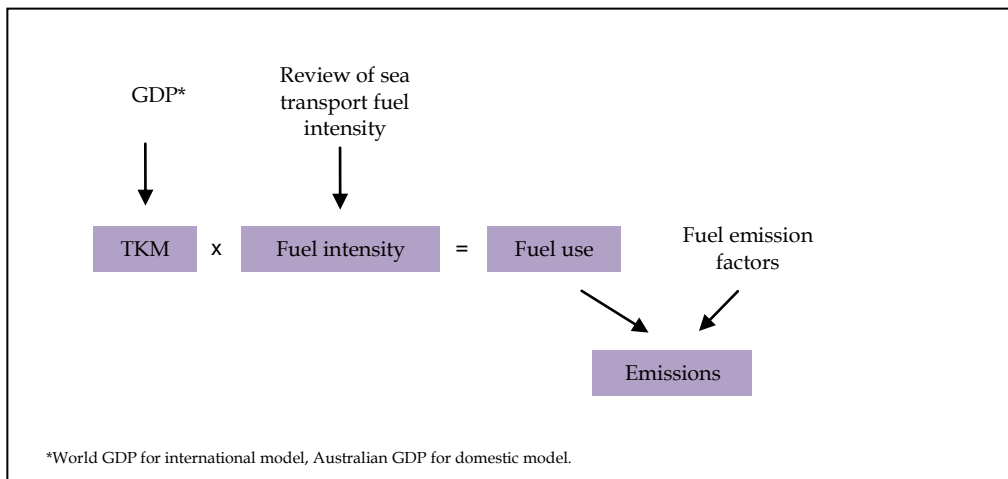 GDP*
Review of sea
transport fuel
intensity
TKM x Fuel intensity = Fuel use
Fuel emission
factors
Emissions
*World GDP for international model, Australian GDP for domestic model.